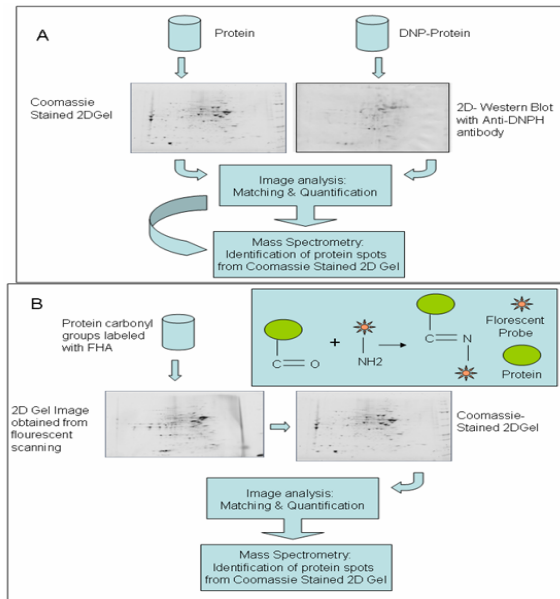 A
Protein
DNP-Protein
Coomassie
Stained 2DGel
2D- Western Blot
with Anti-DNPH
antibody
Image analysis:
Matching & Quantification
Mass Spectrometry:
Identification of protein spots
from Coomassie Stained 2D Gel
B
Protein carbonyl
groups labeled
with FHA
C
O
+
NH2
C
N
Florescent
Probe
Protein
2D Gel Image
obtained from
flourescent
scanning
Coomassie-
Stained 2DGel
Image analysis:
Matching & Quantification
Mass Spectrometry:
Identification of protein spots
from Coomassie Stained 2D Gel